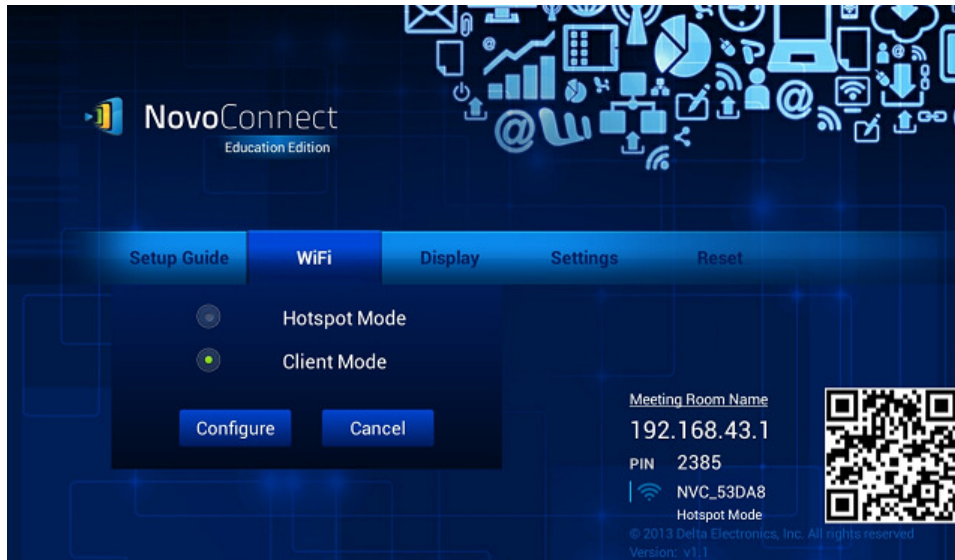 NovoConnect
Education Edition
Setup Guide WiFi Display Settings Reset
Hotspot Mode
Client Mode
Configure Cancel
Meeting Room Name
192.168.43.1
PIN 2385
NVC_53DA8
Hotspot Mode
© 2013 Delta Electronics, Inc. All rights reserved
Version: v1.1